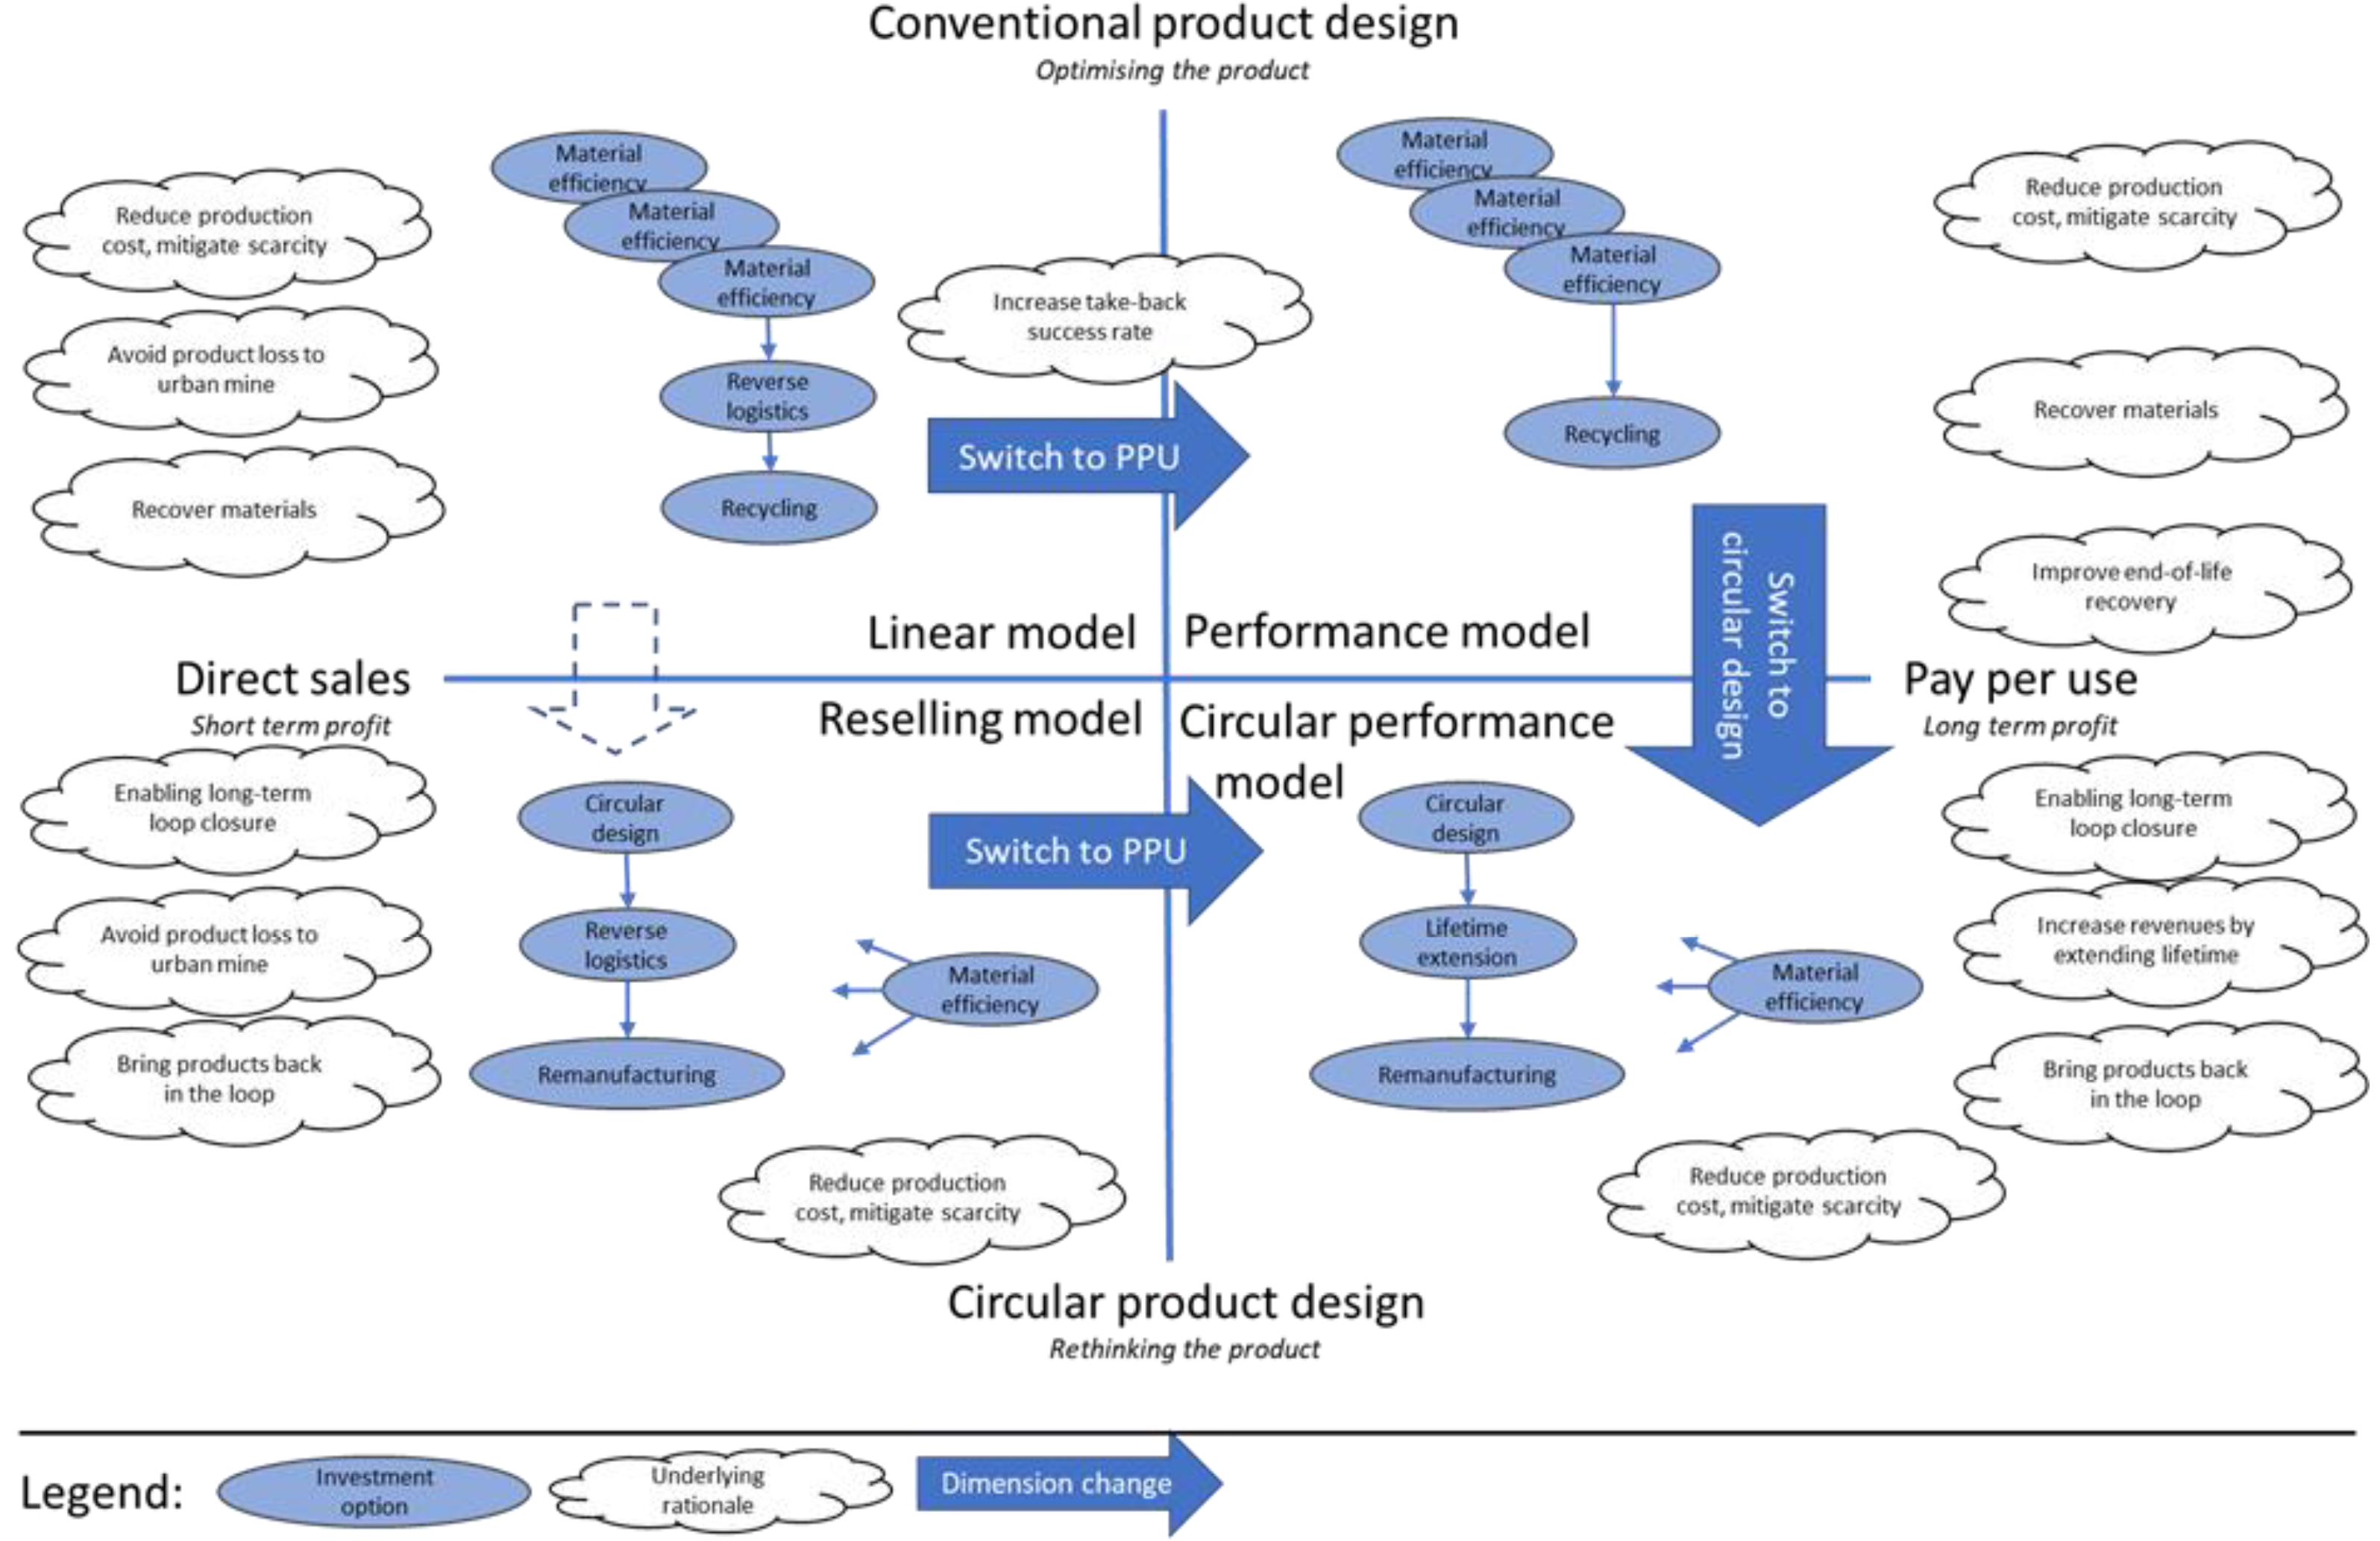 Conventional product design
Optimising the product
Reduce production
cost, mitigate scarcity
Avoid product loss to
urban mine
Recover materials
Material
efficiency
Material
efficiency
Material
efficiency
Reverse
logistics
Recycling
Increase take-back
success rate
Switch to PPU
Material
efficiency
Material
efficiency
Material
efficiency
Recycling
Reduce production
cost, mitigate scarcity
Recover materials
Improve end-of-life
recovery
Switch to
circular design
Linear model
Performance model
Direct sales
Short term profit
Pay per use
Long term profit
Reselling model
Circular performance
model
Enabling long-term
loop closure
Avoid product loss to
urban mine
Bring products back
in the loop
Circular
design
Reverse
logistics
Remanufacturing
Material
efficiency
Reduce production
cost, mitigate scarcity
Switch to PPU
Circular
design
Lifetime
extension
Remanufacturing
Material
efficiency
Enabling long-term
loop closure
Increase revenues by
extending lifetime
Bring products back
in the loop
Reduce production
cost, mitigate scarcity
Circular product design
Rethinking the product
Legend:
Investment
option
Underlying
rationale
Dimension change